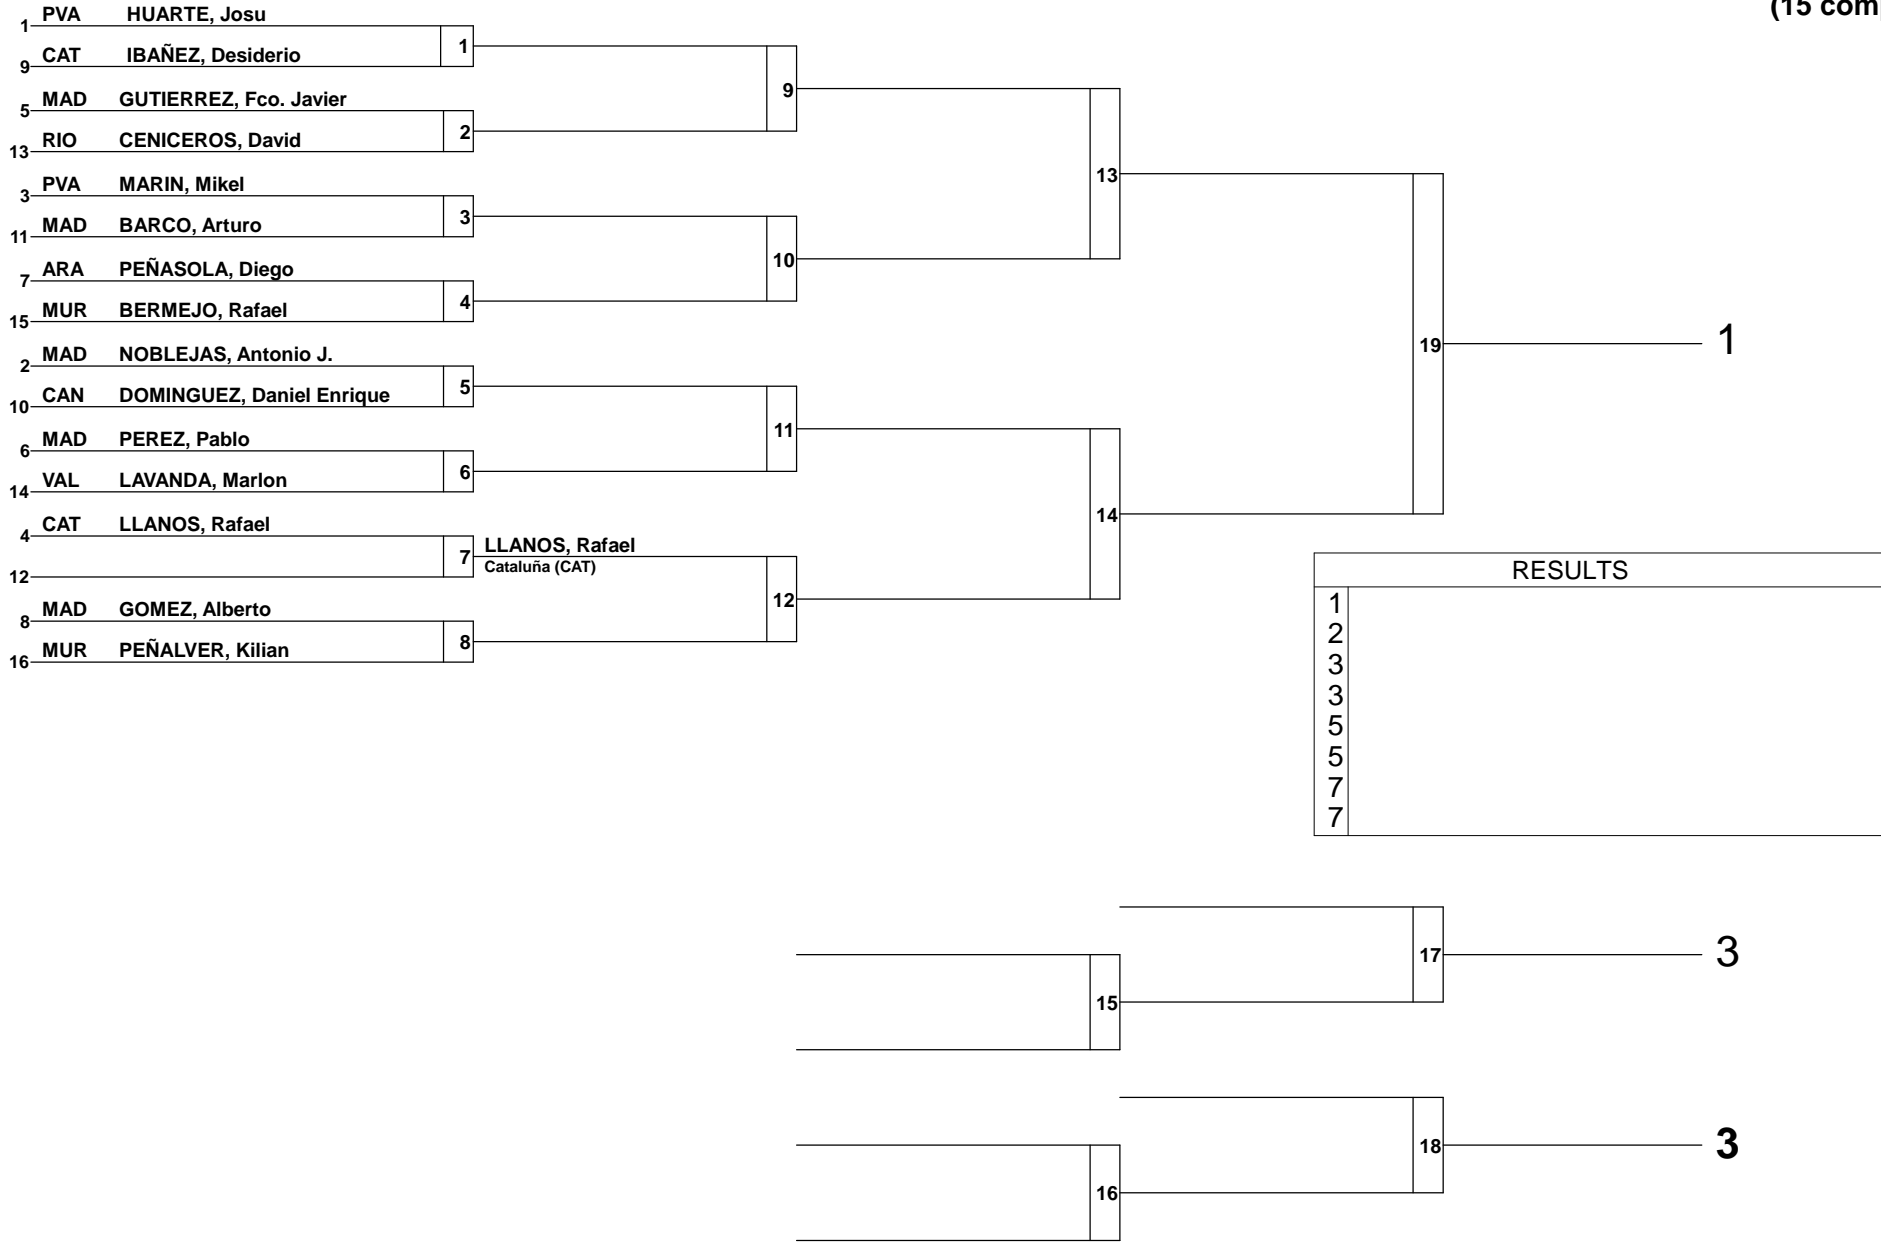 (15 com
1 PVA HUARTE, Josu
9 CAT IBAÑEZ, Desiderio
1
5 MAD GUTIERREZ, Fco. Javier
13 RIO CENICEROS, David
2
9
3 PVA MARIN, Mikel
11 MAD BARCO, Arturo
3
7 ARA PEÑASOLA, Diego
15 MUR BERMEJO, Rafael
4
10
13
2 MAD NOBLEJAS, Antonio J.
10 CAN DOMINGUEZ, Daniel Enrique
5
6 MAD PEREZ, Pablo
14 VAL LAVANDA, Marlon
6
11
4 CAT LLANOS, Rafael
12
7 LLANOS, Rafael
Cataluña (CAT)
8 MAD GOMEZ, Alberto
16 MUR PEÑALVER, Kilian
8
12
14
19
1
RESULTS
1
2
3
3
5
5
7
7
15
17
3
16
18
3